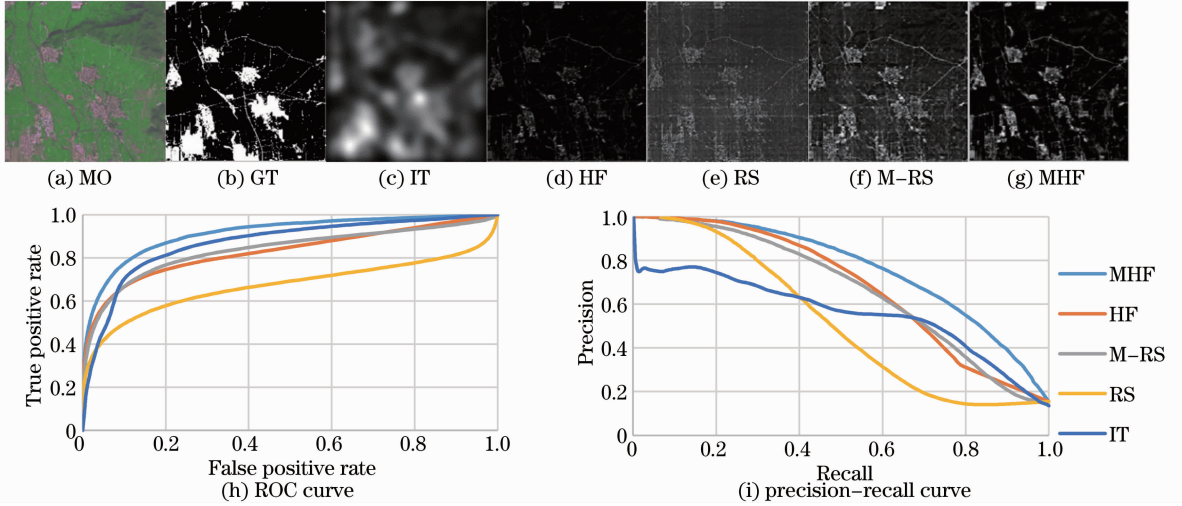 (a) MO
(b) GT
(c) IT
(d) HF
(e) RS
(f) M-RS
(g) MHF
1.0
0.8
0.6
0.4
0.2
0
0
0.2
0.4
0.6
0.8
1.0
True positive rate
False positive rate
(h) ROC curve
1.0
0.8
0.6
0.4
0.2
0
0
0.2
0.4
0.6
0.8
1.0
Precision
Recall
(i) precision-recall curve
MHF
HF
M-RS
RS
IT